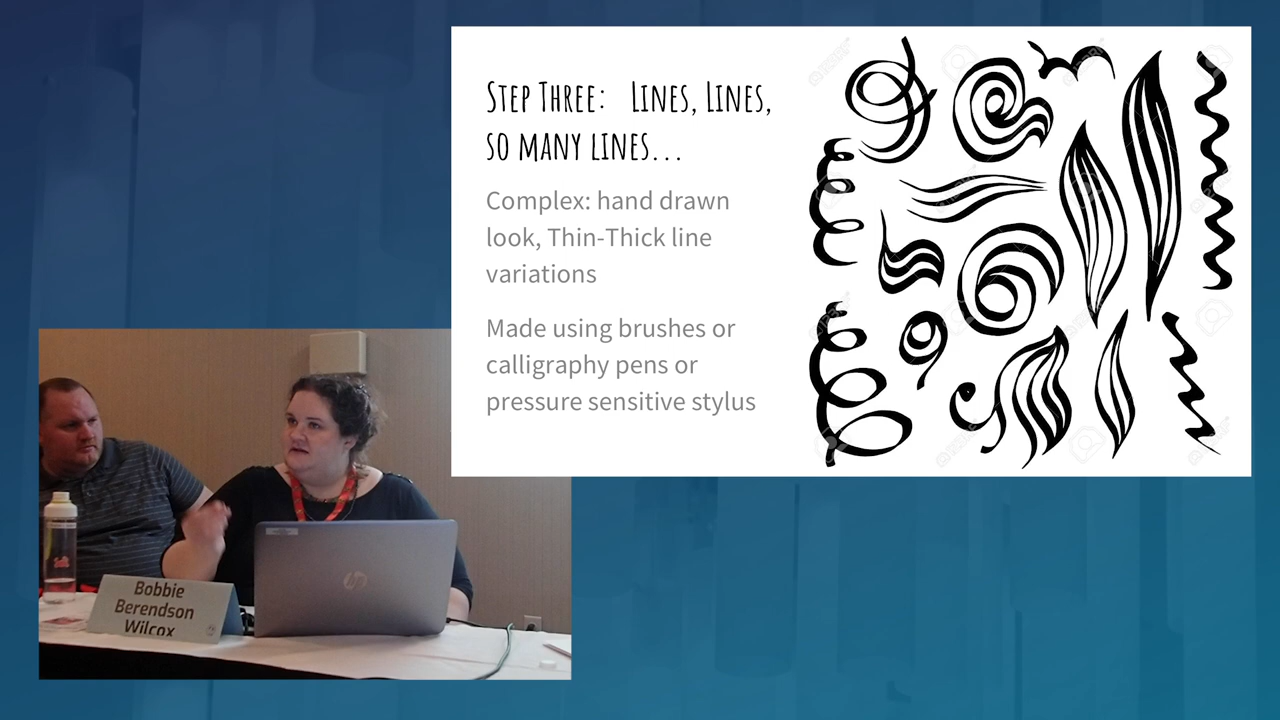 Step Three: Lines, Lines,
so many lines...
Complex: hand drawn
look, Thin-Thick line
variations
Made using brushes or
calligraphy pens or
pressure sensitive stylus
Bobbie
Berendson
Wilcox
hp